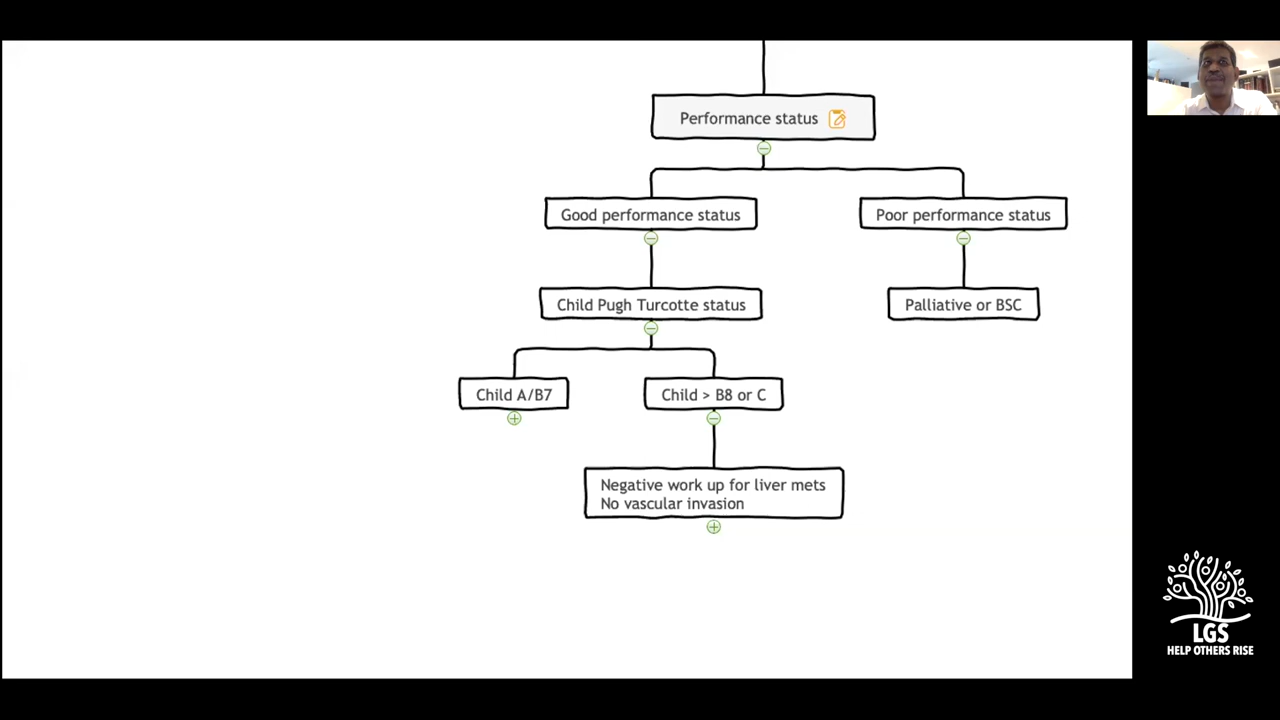 Performance status
Good performance status
Poor performance status
Child Pugh Turcotte status
Palliative or BSC
Child A/B7
Child > B8 or C
Negative work up for liver mets
No vascular invasion
LGS
HELP OTHERS RISE